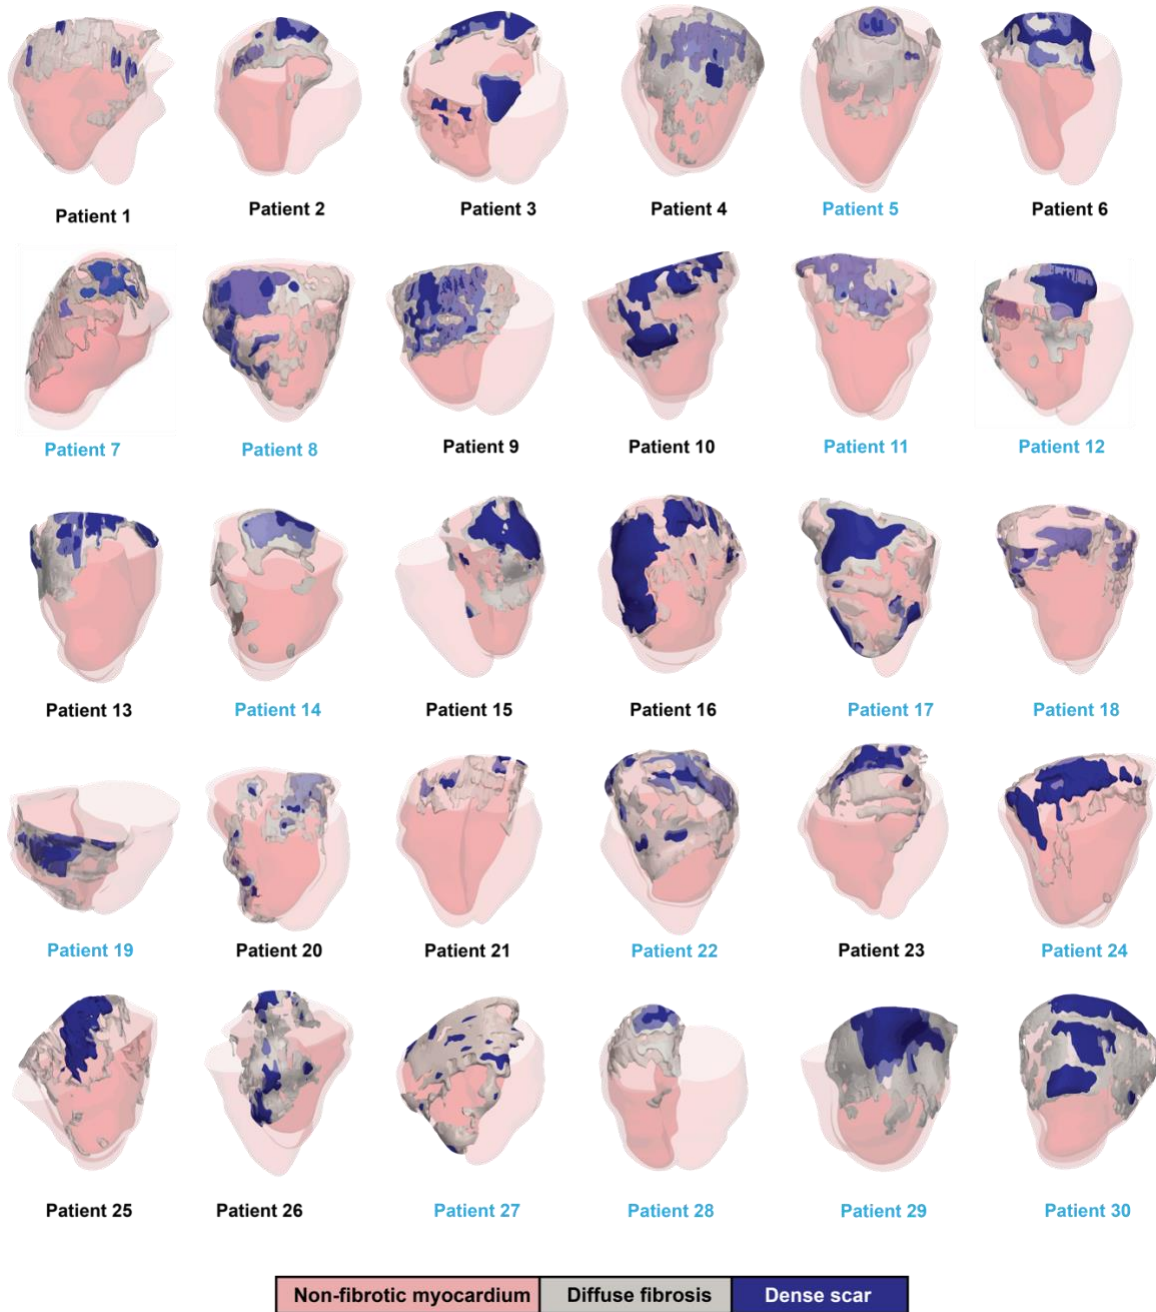 Patient 1
Patient 2
Patient 3
Patient 4
Patient 5
Patient 6
Patient 7
Patient 8
Patient 9
Patient 10
Patient 11
Patient 12
Patient 13
Patient 14
Patient 15
Patient 16
Patient 17
Patient 18
Patient 19
Patient 20
Patient 21
Patient 22
Patient 23
Patient 24
Patient 25
Patient 26
Patient 27
Patient 28
Patient 29
Patient 30
Non-fibrotic myocardium
Diffuse fibrosis
Dense scar